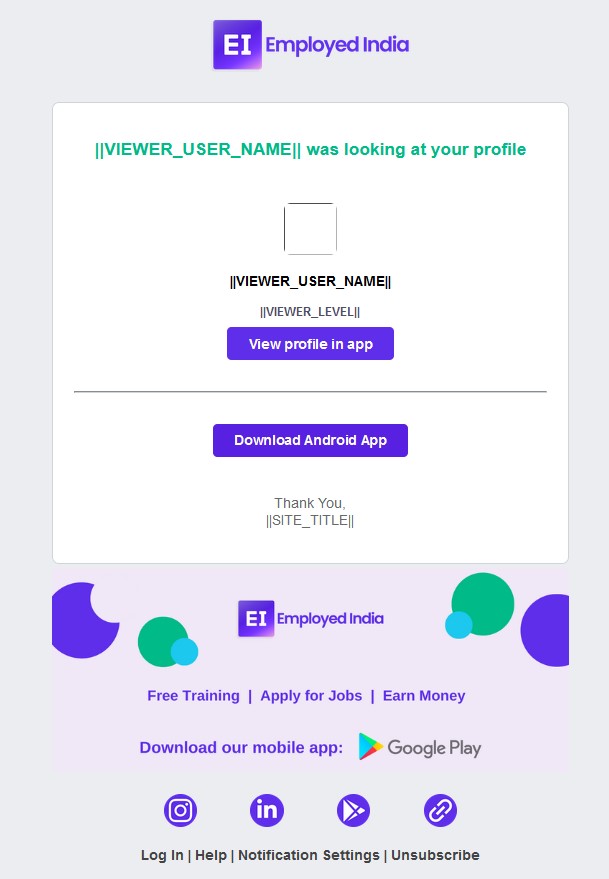 EI Employed India
||VIEWER_USER_NAME|| was looking at your profile
||VIEWER_USER_NAME||
||VIEWER_LEVEL||
View profile in app
Download Android App
Thank You,
||SITE_TITLE||
EI Employed India
Free Training | Apply for Jobs | Earn Money
Download our mobile app: Google Play
in
Log In | Help | Notification Settings | Unsubscribe